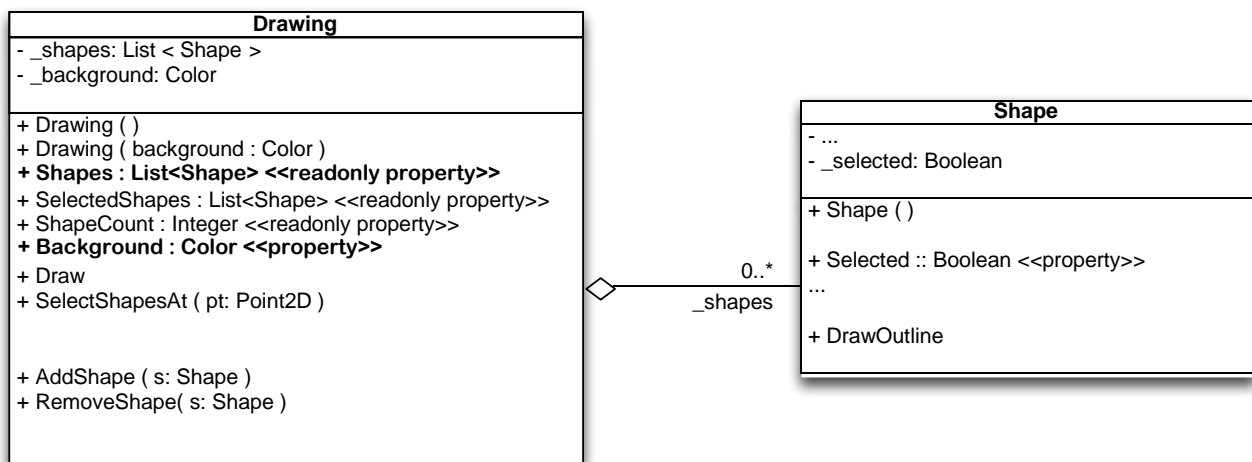 Drawing
- _shapes: List < Shape >
- _background: Color
+ Drawing ( )
+ Drawing ( background : Color )
+ Shapes : List<Shape> <<readonly property>>
+ SelectedShapes : List<Shape> <<readonly property>>
+ ShapeCount : Integer <<readonly property>>
+ Background : Color <<property>>
+ Draw
+ SelectShapesAt ( pt: Point2D )
+ AddShape ( s: Shape )
+ RemoveShape( s: Shape )
0..*
_shapes
Shape
- ...
- _selected: Boolean
+ Shape ( )
+ Selected :: Boolean <<property>>
...
+ DrawOutline